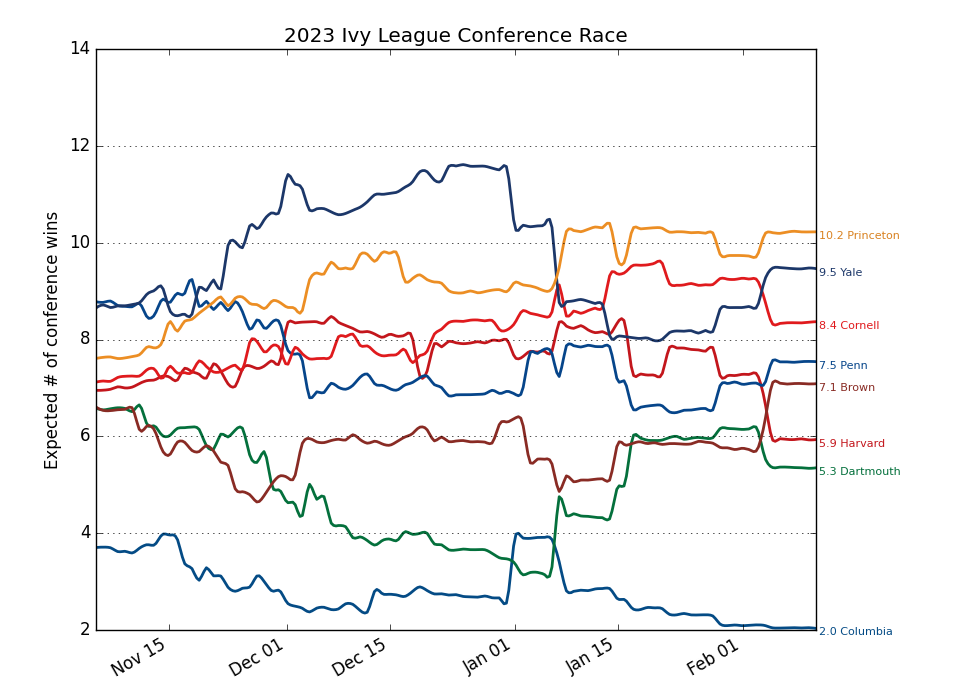 2023 Ivy League Conference Race
Expected # of conference wins
14
12
10
8
6
4
2
10.2 Princeton
9.5 Yale
8.4 Cornell
7.5 Penn
7.1 Brown
5.9 Harvard
5.3 Dartmouth
2.0 Columbia
Nov 15
Dec 01
Dec 15
Jan 01
Jan 15
Feb 01